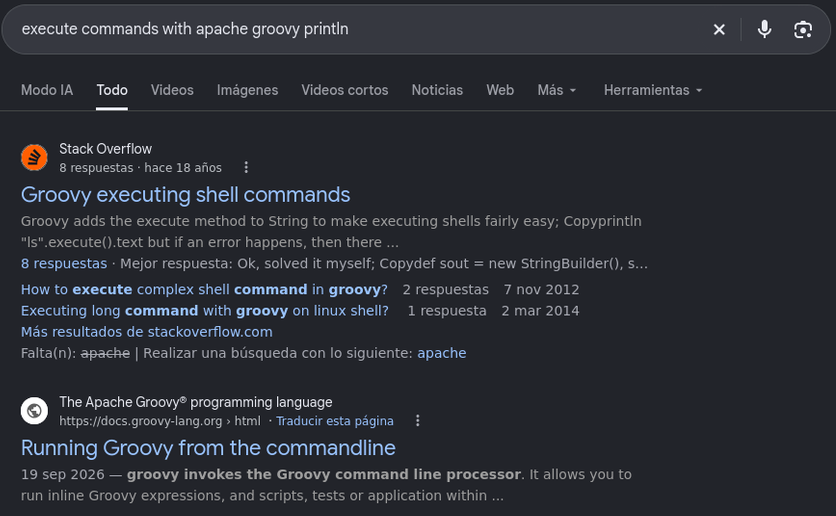 execute commands with apache groovy println
Modo IA Todo Videos Imágenes Videos cortos Noticias Web Más Herramientas
Stack Overflow
8 respuestas · hace 18 años
Groovy executing shell commands
Groovy adds the execute method to String to make executing shells fairly easy; Copyprintln
"ls".execute().text but if an error happens, then there ...
8 respuestas · Mejor respuesta: Ok, solved it myself; Copydef sout = new StringBuilder(), s...
How to execute complex shell command in groovy? 2 respuestas 7 nov 2012
Executing long command with groovy on linux shell? 1 respuesta 2 mar 2014
Más resultados de stackoverflow.com
Falta(n): apache | Realizar una búsqueda con lo siguiente: apache
The Apache Groovy® programming language
https://docs.groovy-lang.org › html · Traducir esta página
Running Groovy from the commandline
19 sep 2026 — groovy invokes the Groovy command line processor. It allows you to
run inline Groovy expressions, and scripts, tests or application within ...